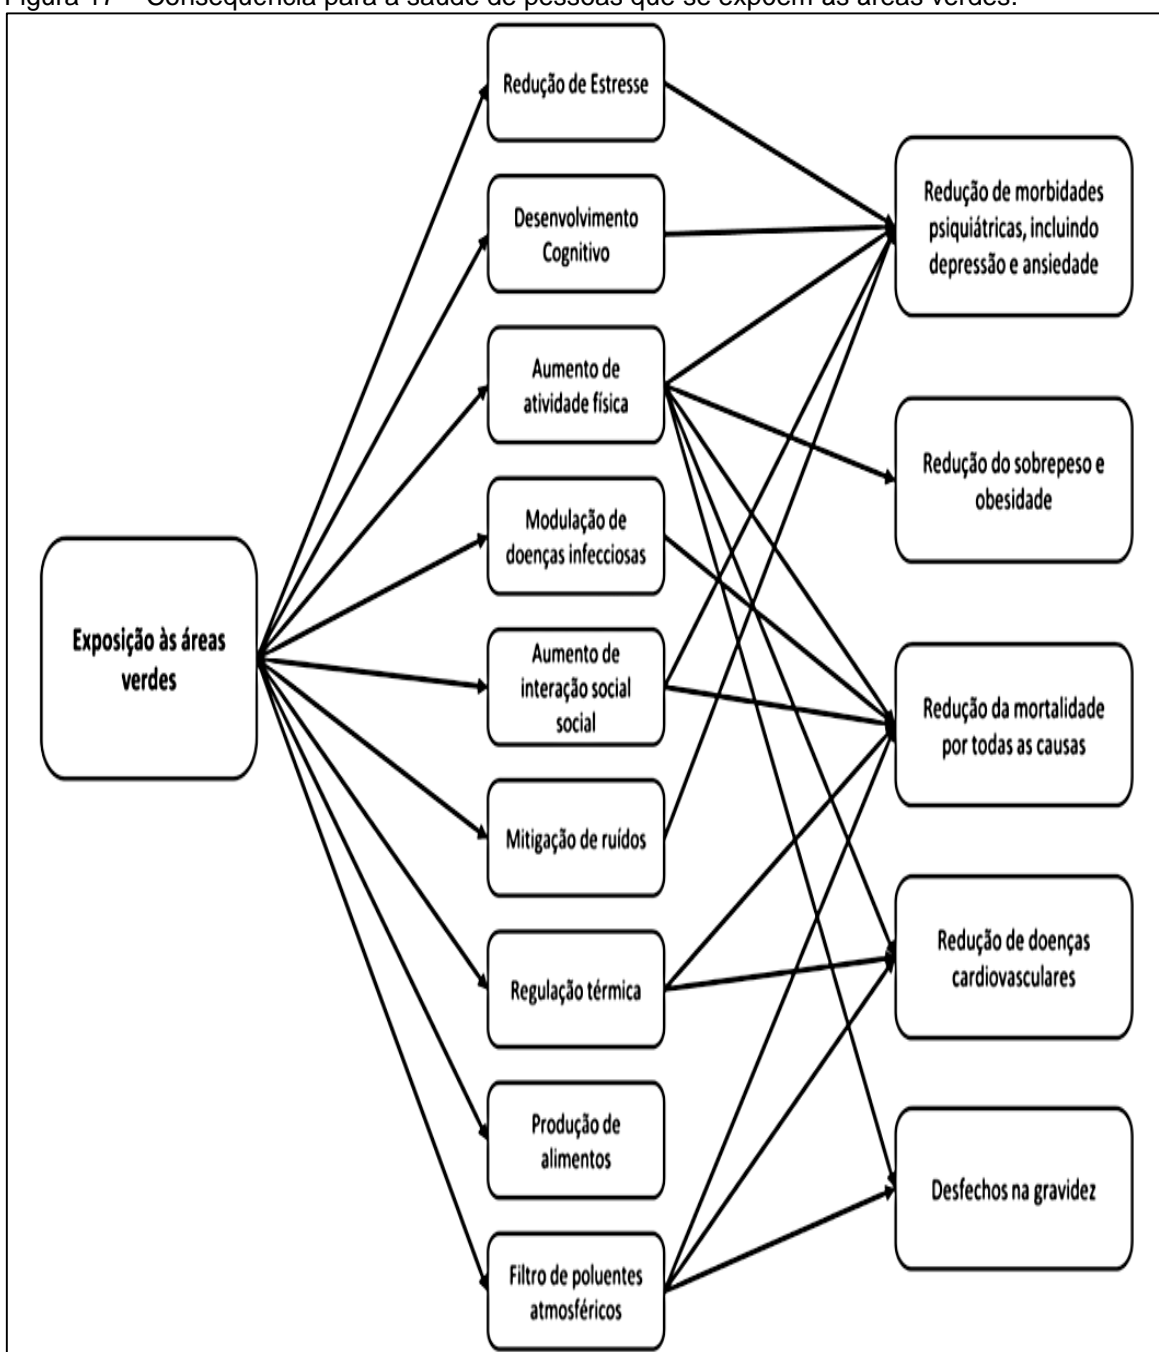 Figura 17 – Consequência para a saúde de pessoas que se expõem às áreas verdes.
Redução de Estresse
Desenvolvimento
Cognitivo
Aumento de
atividade física
Modulação de
doenças infecciosas
Aumento de
interação social
social
Mitigação de ruídos
Regulação térmica
Produção de
alimentos
Filtro de poluentes
atmosféricos
Exposição às áreas
verdes
Redução de morbidades
psiquiátricas, incluindo
depressão e ansiedade
Redução do sobrepeso e
obesidade
Redução da mortalidade
por todas as causas
Redução de doenças
cardiovasculares
Desfechos na gravidez